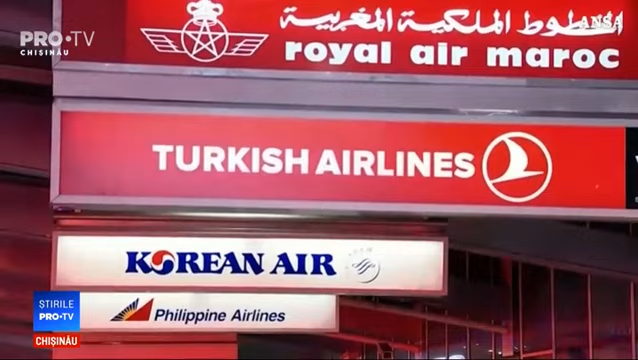 PRO•TV
CHIȘINĂU
ANSA
الخطوط الملكية المغربية
royal air maroc
TURKISH AIRLINES
KOREAN AIR
Philippine Airlines
ȘTIRILE
PRO•TV
CHIȘINĂU